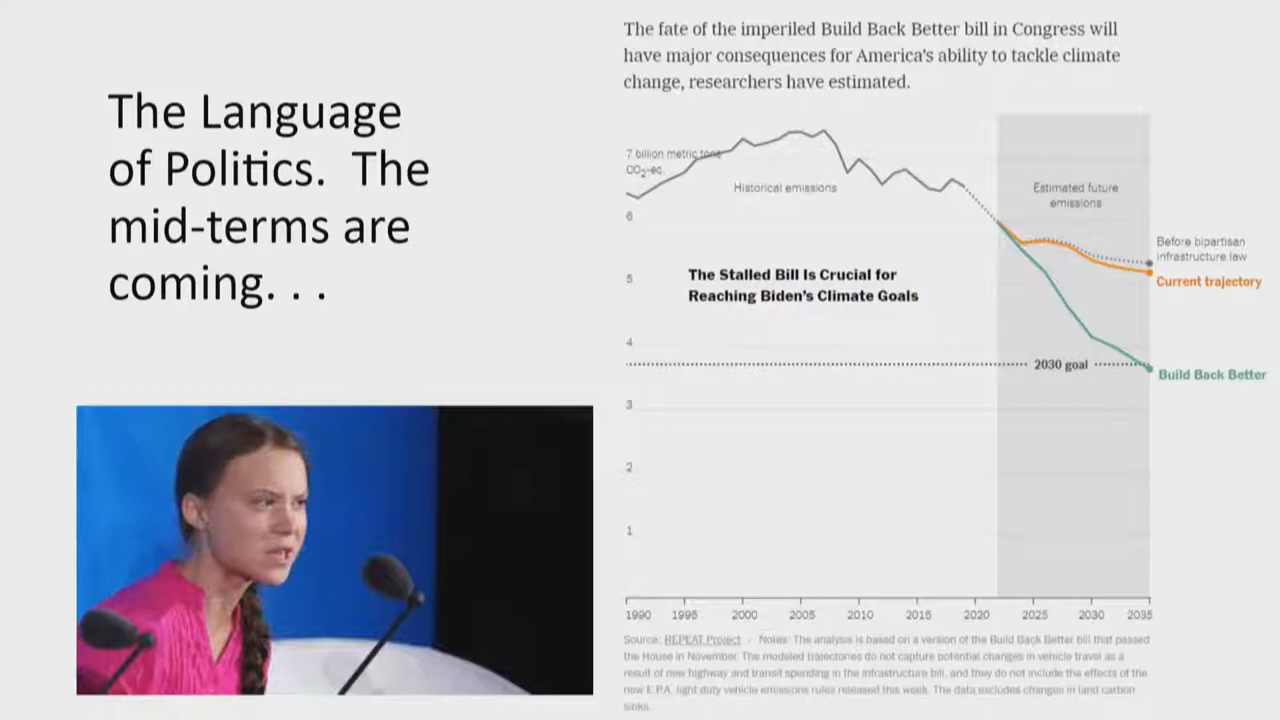 The Language
of Politics. The
mid-terms are
coming. . .
The fate of the imperiled Build Back Better bill in Congress will
have major consequences for America's ability to tackle climate
change, researchers have estimated.
7 billion metric tons
CO₂-eq.
Historical emissions
Estimated future
emissions
6
Before bipartisan
infrastructure law
The Stalled Bill Is Crucial for
Reaching Biden's Climate Goals
5
Current trajectory
4
2030 goal
Build Back Better
3
2
1
1990 1995 2000 2005 2010 2015 2020 2025 2030 2035
Source: REPEAT Project · Notes: The analysis is based on a version of the Build Back Better bill that passed
the House in November. The modeled trajectories do not capture potential changes in vehicle travel as a
result of new highway and transit spending in the infrastructure bill, and they do not include the effects of the
new E.P.A. light duty vehicle emissions rules released this week. The data excludes changes in land carbon
sinks.